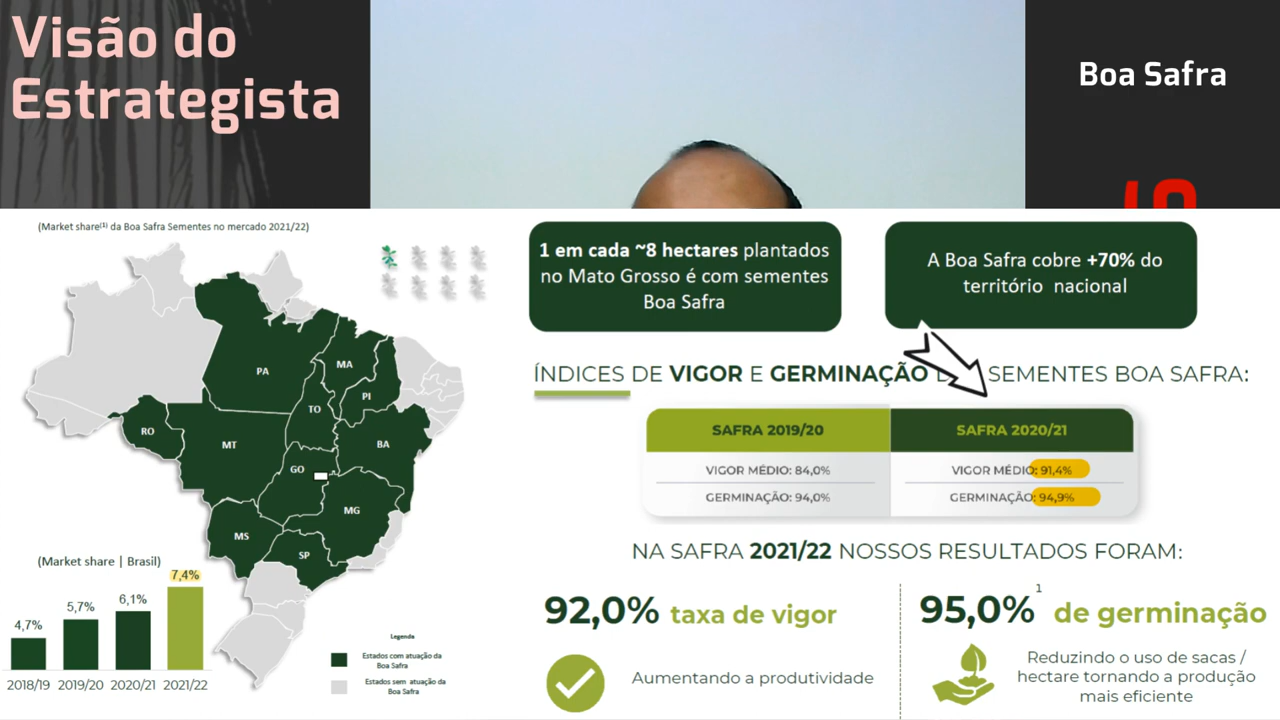 Visão do
Estrategista
Boa Safra
(Market share⁽¹⁾ da Boa Safra Sementes no mercado 2021/22)
PA
MA
PI
TO
RO
MT
BA
GO
MG
MS
SP
(Market share | Brasil)
4,7%
5,7%
6,1%
7,4%
2018/19 2019/20 2020/21 2021/22
Legenda
Estados com atuação da
Boa Safra
Estados sem atuação da
Boa Safra
1 em cada ~8 hectares plantados
no Mato Grosso é com sementes
Boa Safra
A Boa Safra cobre +70% do
território nacional
ÍNDICES DE VIGOR E GERMINAÇÃO SEMENTES BOA SAFRA:
SAFRA 2019/20
SAFRA 2020/21
VIGOR MÉDIO: 84,0%
VIGOR MÉDIO: 91,4%
GERMINAÇÃO: 94,0%
GERMINAÇÃO: 94,9%
NA SAFRA 2021/22 NOSSOS RESULTADOS FORAM:
92,0% taxa de vigor
Aumentando a produtividade
95,0%¹ de germinação
Reduzindo o uso de sacas /
hectare tornando a produção
mais eficiente